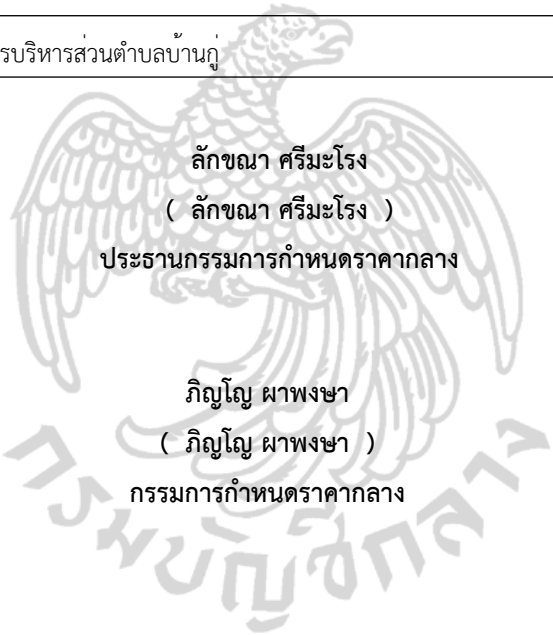 รบริหารส่วนตำบลบ้านกู่
ลักขณา ศรีมะโรง
( ลักขณา ศรีมะโรง )
ประธานกรรมการกำหนดราคากลาง
ภิญโญ ผาพงษา
( ภิญโญ ผาพงษา )
กรรมการกำหนดราคากลาง
กรมบัญชีกลาง